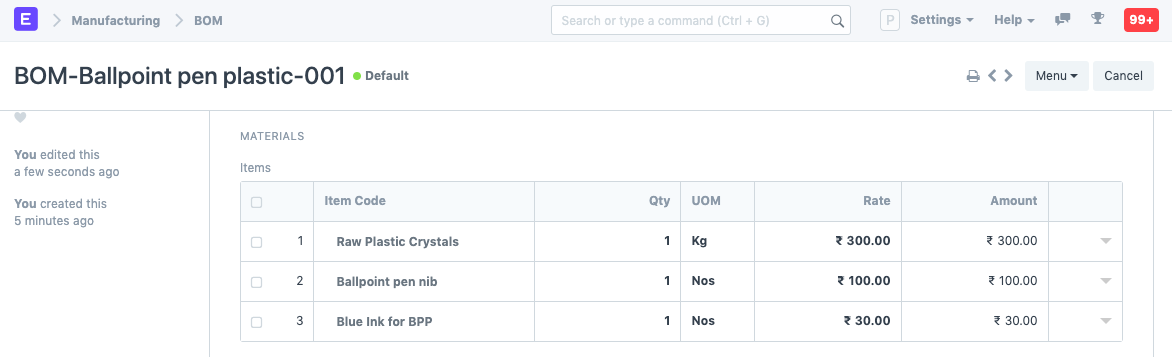 E Manufacturing BOM Search or type a command (Ctrl + G) P Settings Help 99+
BOM-Ballpoint pen plastic-001 Default Menu Cancel
You edited this
a few seconds ago
You created this
5 minutes ago
MATERIALS
Items
Item Code Qty UOM Rate Amount
1 Raw Plastic Crystals 1 Kg ₹ 300.00 ₹ 300.00
2 Ballpoint pen nib 1 Nos ₹ 100.00 ₹ 100.00
3 Blue Ink for BPP 1 Nos ₹ 30.00 ₹ 30.00